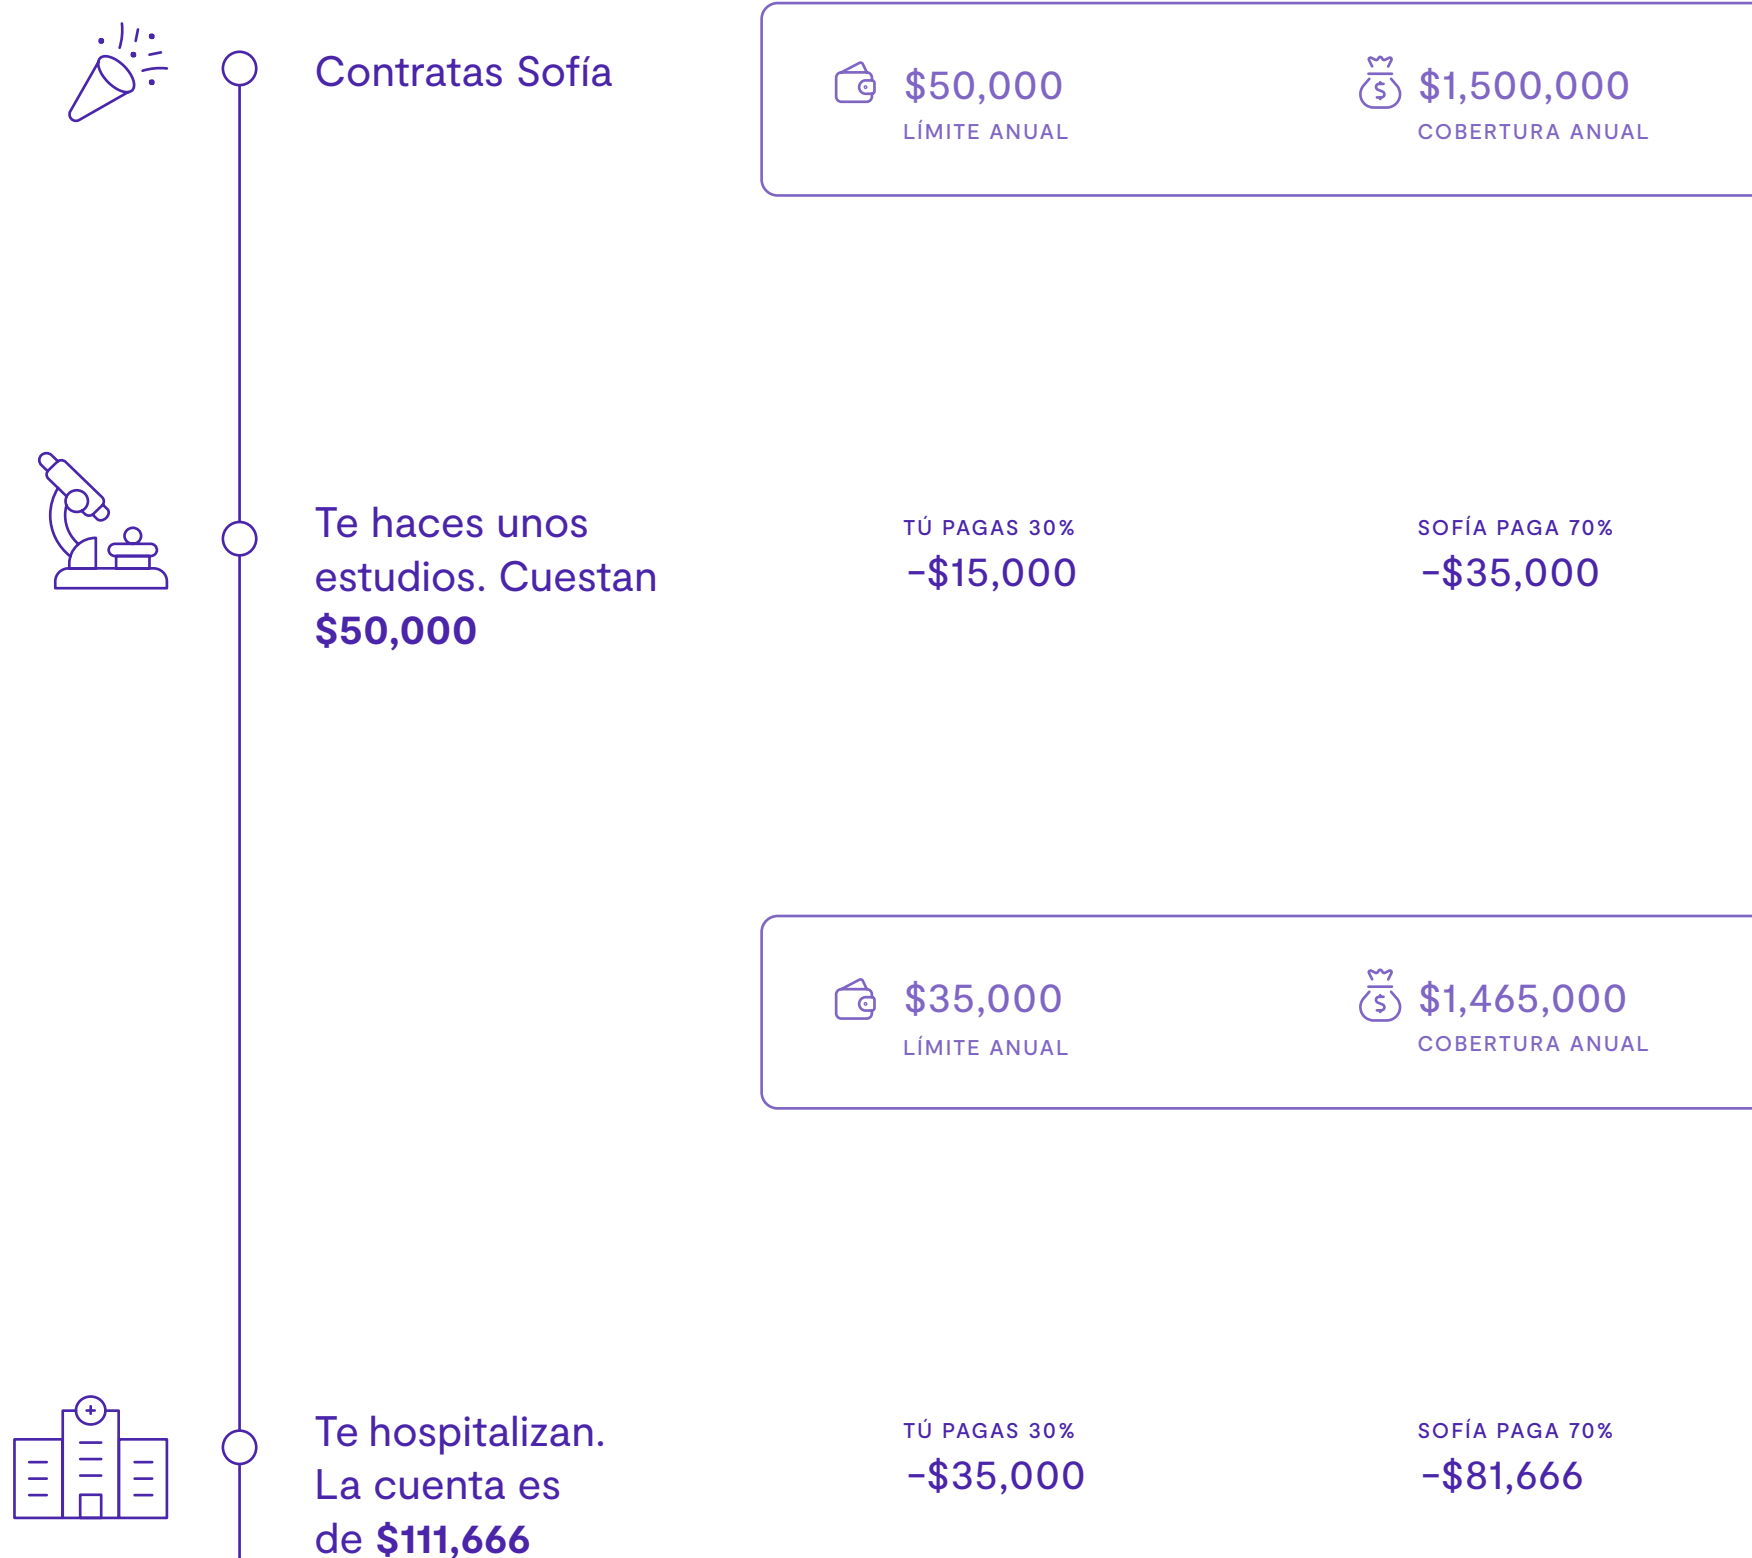 Contratas Sofía
$50,000
LÍMITE ANUAL
$1,500,000
COBERTURA ANUAL
Te haces unos
estudios. Cuestan
$50,000
TÚ PAGAS 30%
-$15,000
SOFÍA PAGA 70%
-$35,000
$35,000
LÍMITE ANUAL
$1,465,000
COBERTURA ANUAL
Te hospitalizan.
La cuenta es
de $111,666
TÚ PAGAS 30%
-$35,000
SOFÍA PAGA 70%
-$81,666